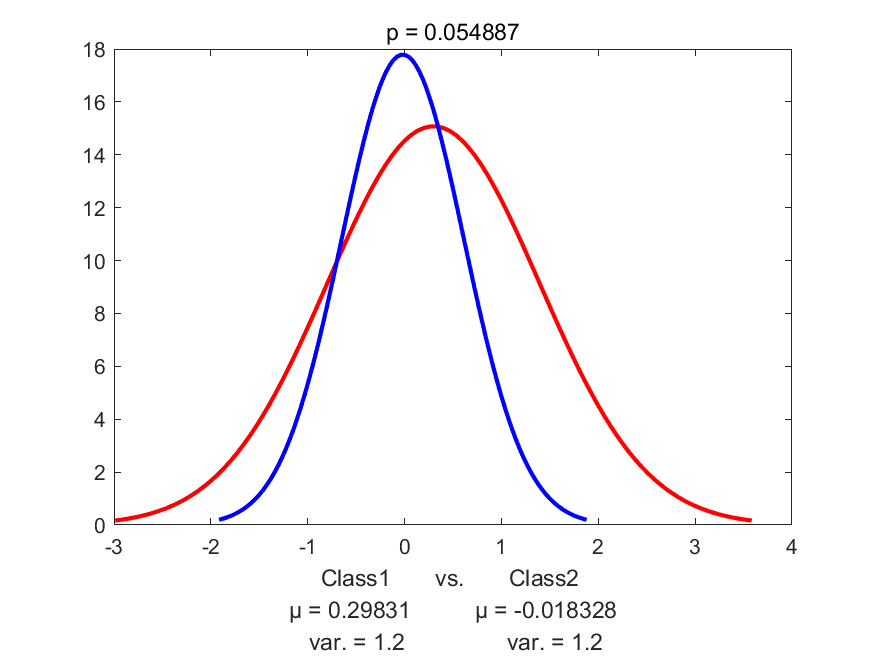 p = 0.054887
18
16
14
12
10
8
6
4
2
0
-3 -2 -1 0 1 2 3 4
Class1 vs. Class2
μ = 0.29831 μ = -0.018328
var. = 1.2 var. = 1.2